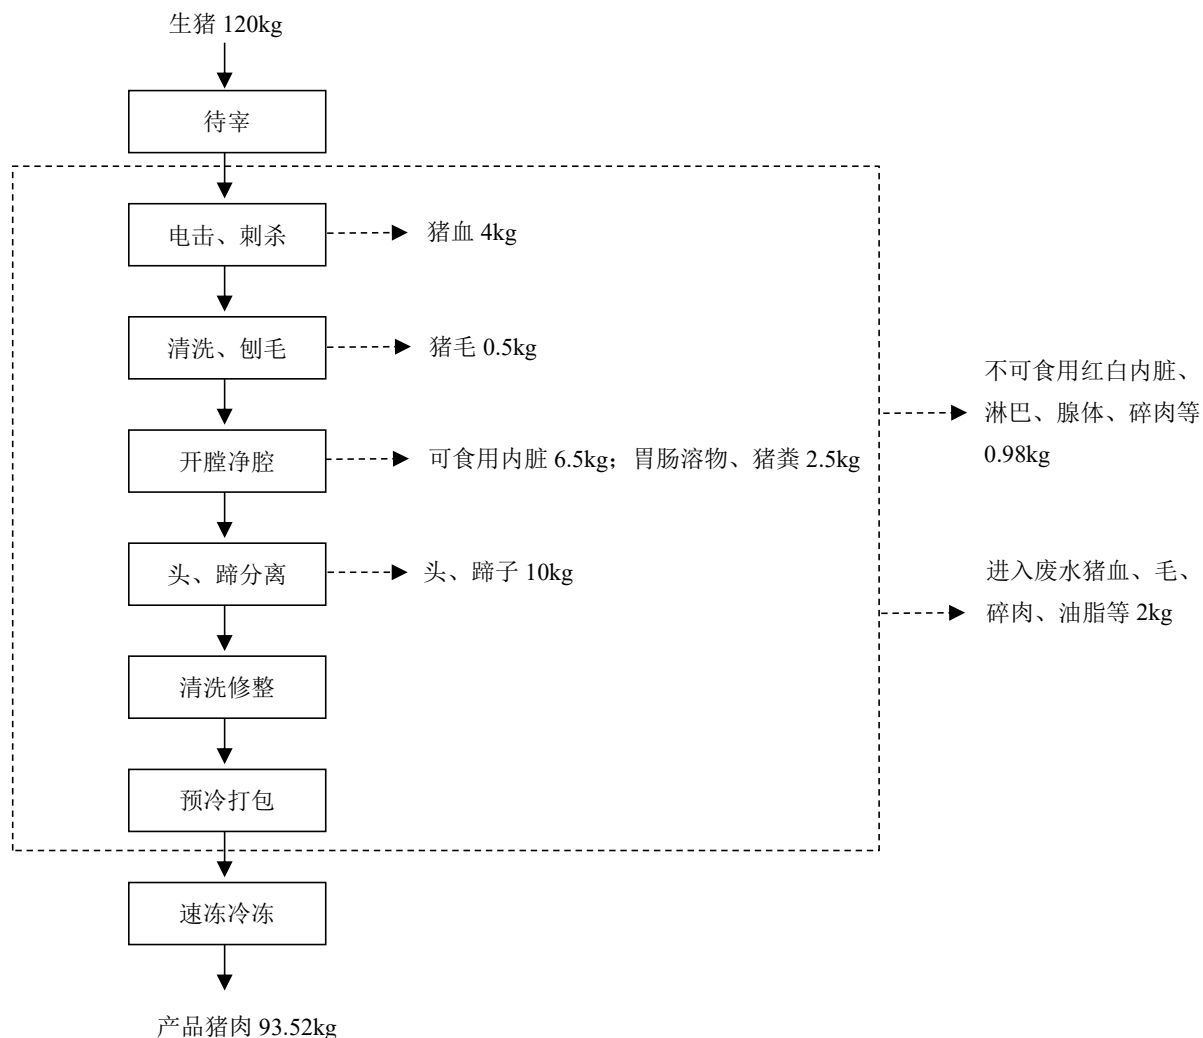 生猪 120kg
待宰
电击、刺杀
猪血 4kg
清洗、刨毛
猪毛 0.5kg
开膛净腔
可食用内脏 6.5kg；胃肠溶物、猪粪 2.5kg
头、蹄分离
头、蹄子 10kg
清洗修整
预冷打包
速冻冷冻
产品猪肉 93.52kg
不可食用红白内脏、
淋巴、腺体、碎肉等
0.98kg
进入废水猪血、毛、
碎肉、油脂等 2kg